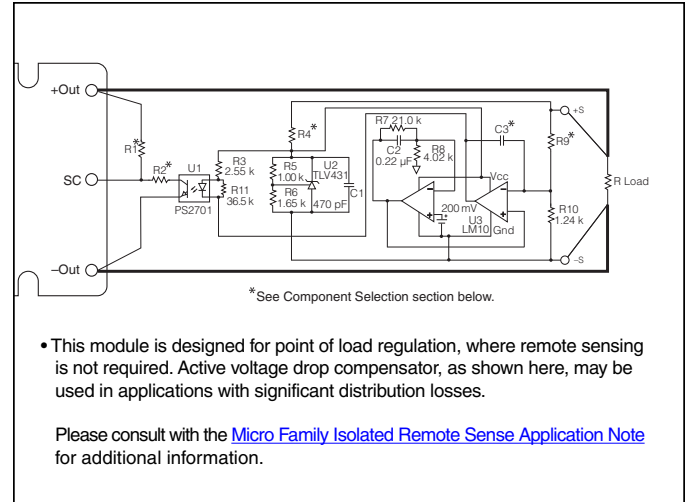 +Out
R1*
SC
R2*
U1
PS2701
–Out
R3
2.55 k
R11
36.5 k
R4*
R5
1.00 k
R6
1.65 k
U2
TLV431
470 pF
C1
R7 21.0 k
C2
0.22 µF
R8
4.02 k
200 mV
U3
LM10
Vcc
Gnd
C3*
+S
R9*
R10
1.24 k
–S
R Load
*See Component Selection section below.
• This module is designed for point of load regulation, where remote sensing
is not required. Active voltage drop compensator, as shown here, may be
used in applications with significant distribution losses.
Please consult with the Micro Family Isolated Remote Sense Application Note
for additional information.